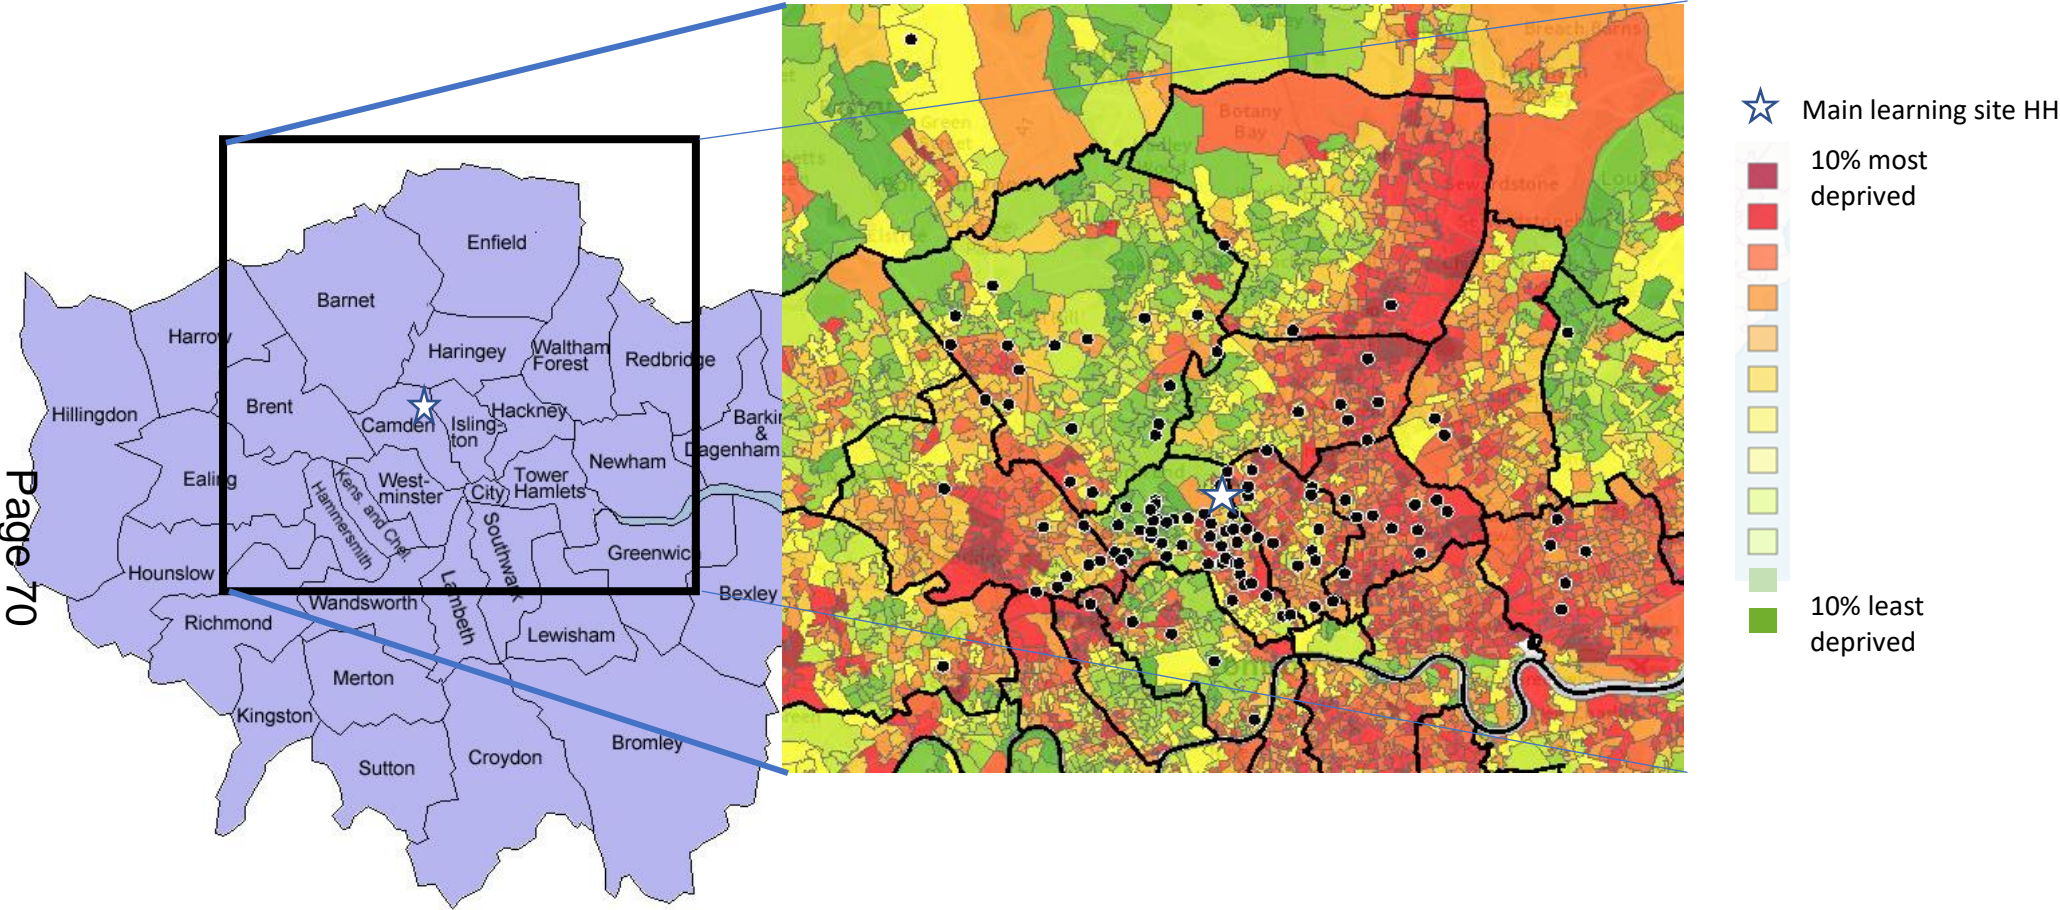 Main learning site HH
10% most
deprived
10% least
deprived
Page 70
Enfield
Barnet
Harrow
Haringey
Waltham
Forest
Redbridge
Hillingdon
Brent
Camden
Isling-
ton
Hackney
Barkin
&
Dagenham
Ealing
Kens. and Chel.
Hammersmith
West-
minster
City
Tower
Hamlets
Newham
Southwark
Greenwich
Hounslow
Lambeth
Bexley
Wandsworth
Richmond
Lewisham
Merton
Kingston
Bromley
Croydon
Sutton
Botany
Bay